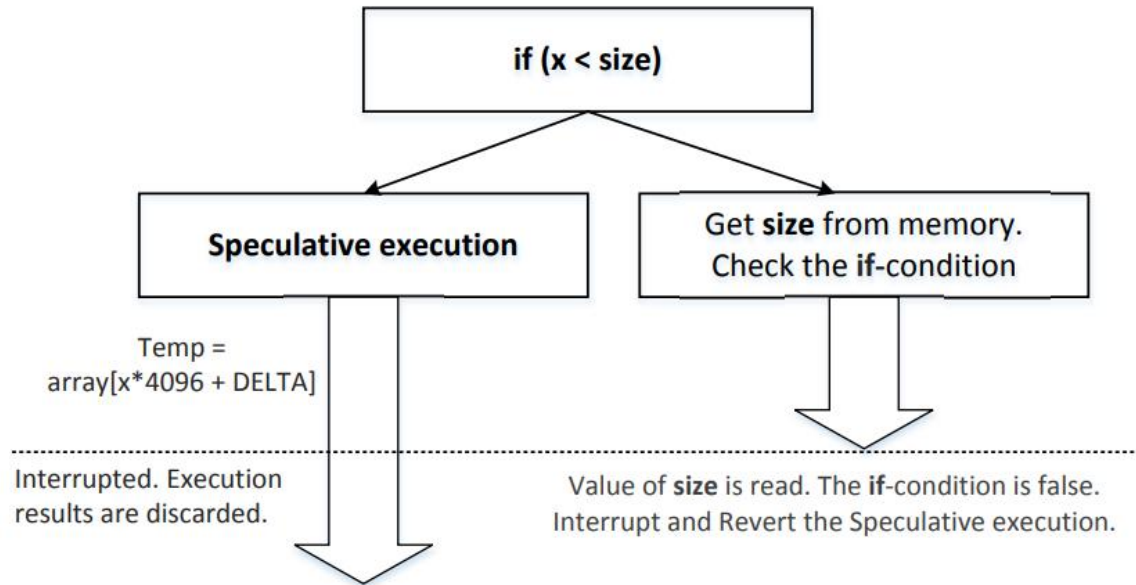 if (x < size)
Speculative execution
Get size from memory.
Check the if-condition
Temp =
array[x*4096 + DELTA]
Interrupted. Execution
results are discarded.
Value of size is read. The if-condition is false.
Interrupt and Revert the Speculative execution.